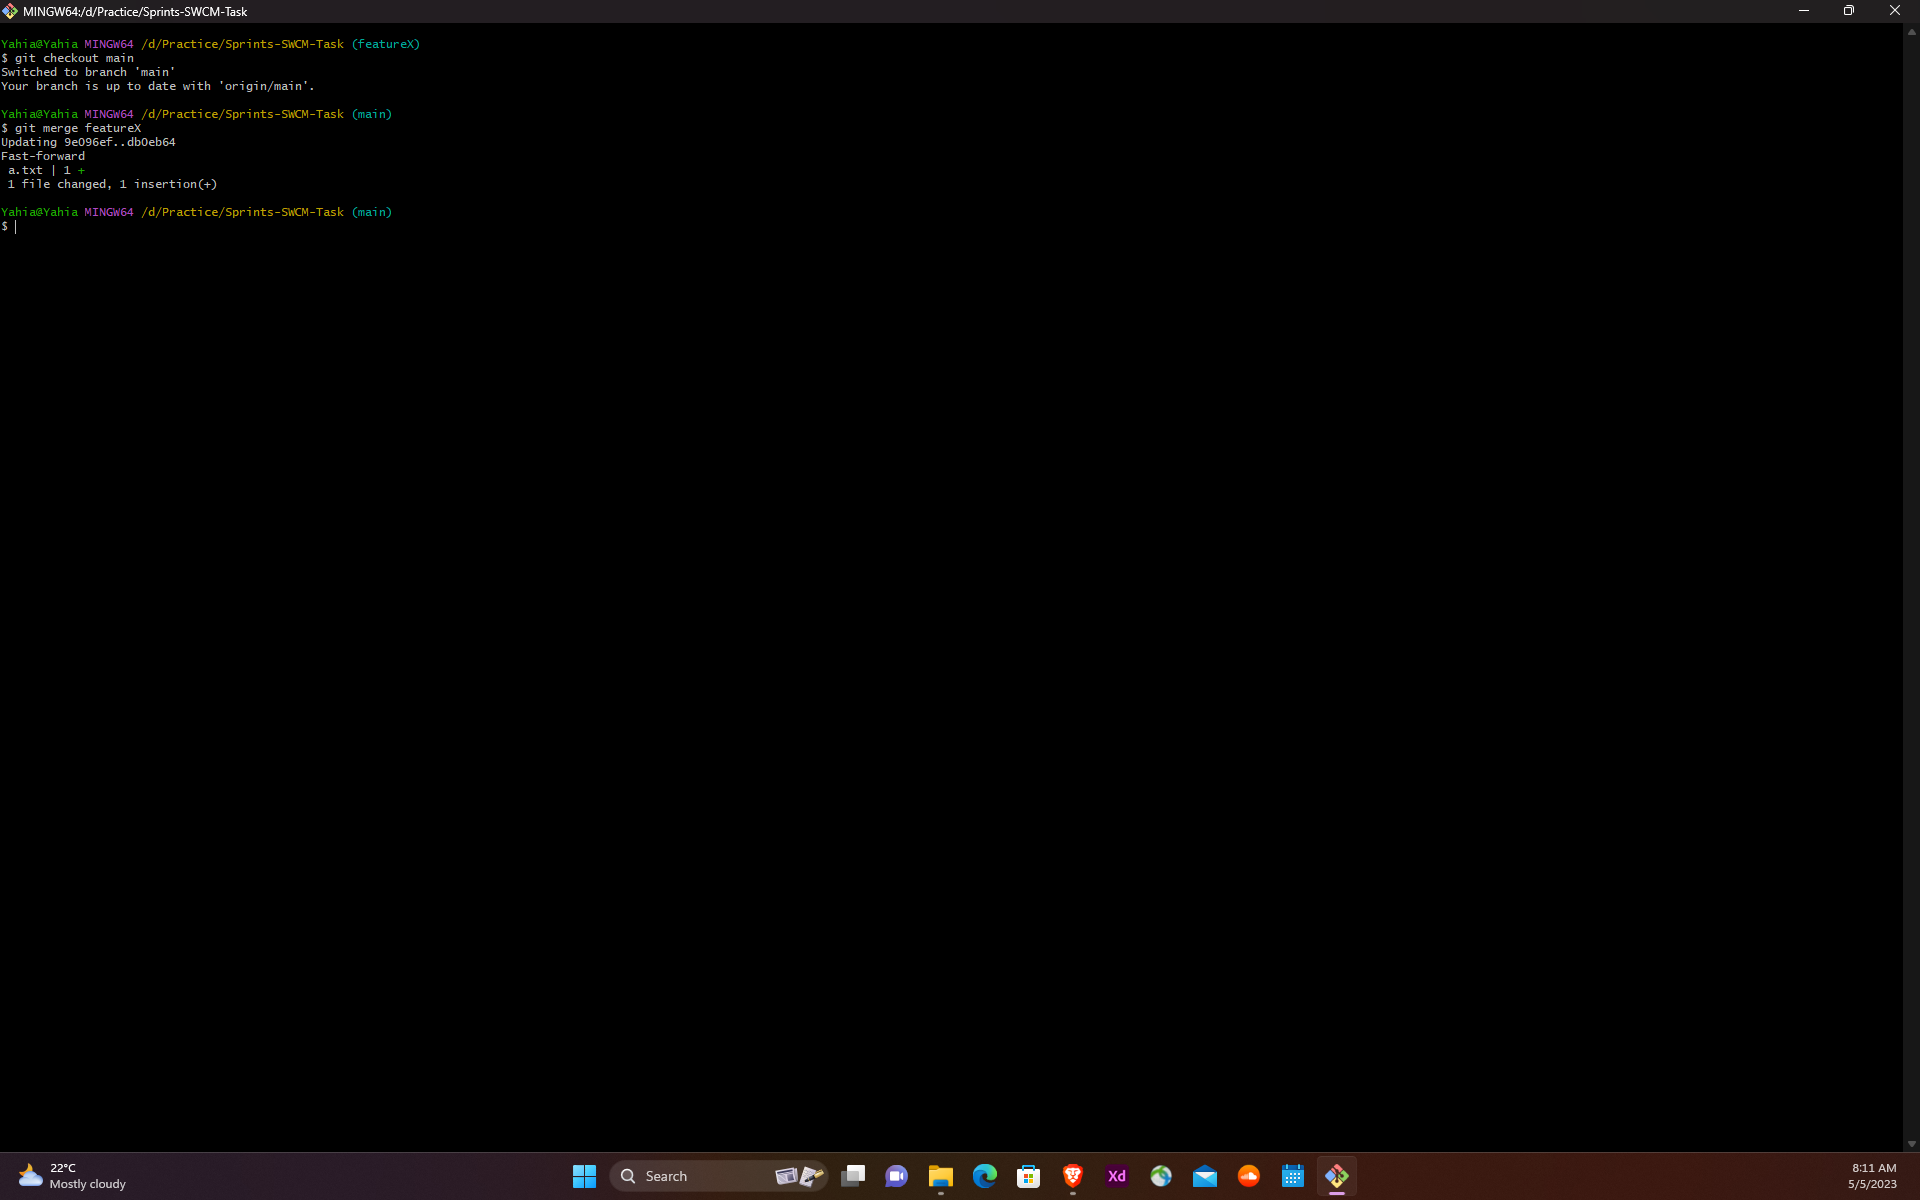 MINGW64:/d/Practice/Sprints-SWCM-Task
Yahia@Yahia MINGW64 /d/Practice/Sprints-SWCM-Task (featureX)
$ git checkout main
Switched to branch 'main'
Your branch is up to date with 'origin/main'.
Yahia@Yahia MINGW64 /d/Practice/Sprints-SWCM-Task (main)
$ git merge featureX
Updating 9e096ef..db0eb64
Fast-forward
a.txt | 1 +
1 file changed, 1 insertion(+)
Yahia@Yahia MINGW64 /d/Practice/Sprints-SWCM-Task (main)
$
22°C
Mostly cloudy
Search
Xd
8:11 AM
5/5/2023